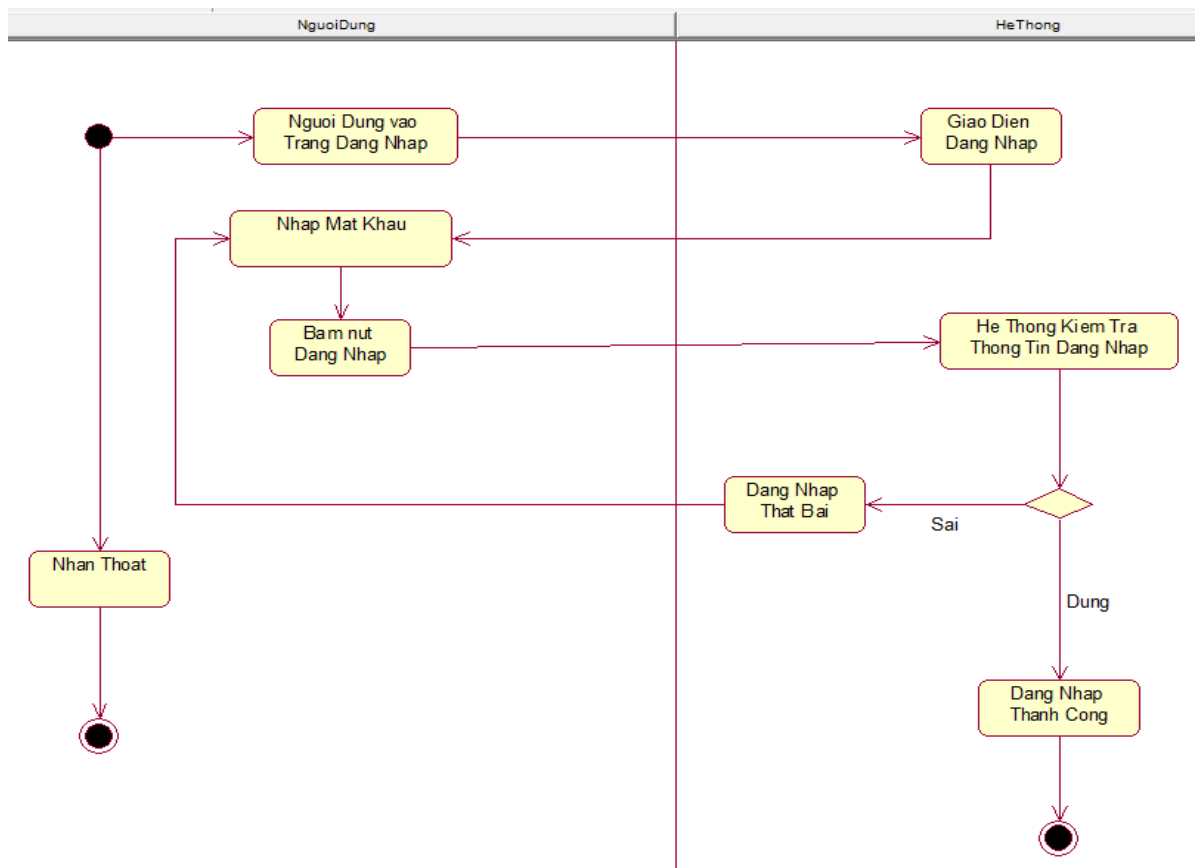 NguoiDung
HeThong
Nguoi Dung vao
Trang Dang Nhap
Giao Dien
Dang Nhap
Nhap Mat Khau
Bam nut
Dang Nhap
He Thong Kiem Tra
Thong Tin Dang Nhap
Dang Nhap
That Bai
Sai
Nhan Thoat
Dung
Dang Nhap
Thanh Cong